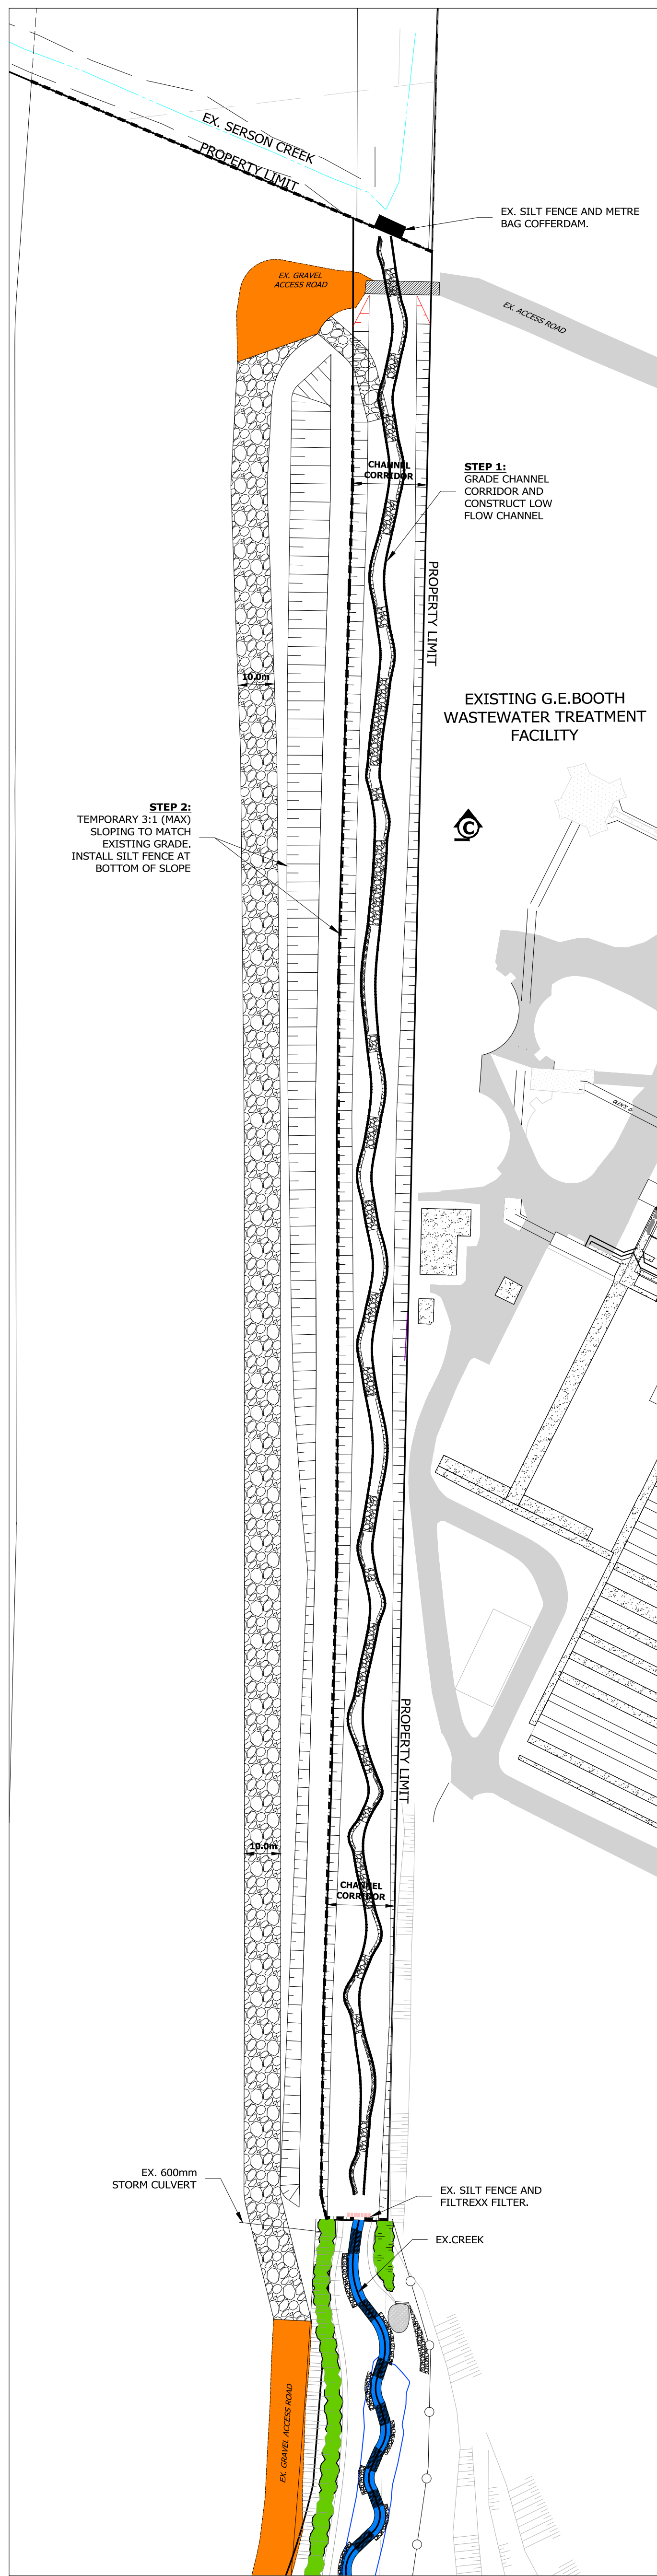 EX. SERSON CREEK
PROPERTY LIMIT
EX. SILT FENCE AND METRE
BAG COFFERDAM.
EX. GRAVEL
ACCESS ROAD
EX. ACCESS ROAD
CHANNEL
CORRIDOR
STEP 1:
GRADE CHANNEL
CORRIDOR AND
CONSTRUCT LOW
FLOW CHANNEL
PROPERTY LIMIT
10.0m
EXISTING G.E.BOOTH
WASTEWATER TREATMENT
FACILITY
STEP 2:
TEMPORARY 3:1 (MAX)
SLOPING TO MATCH
EXISTING GRADE.
INSTALL SILT FENCE AT
BOTTOM OF SLOPE
C
PROPERTY LIMIT
10.0m
CHANNEL
CORRIDOR
EX. 600mm
STORM CULVERT
EX. SILT FENCE AND
FILTREXX FILTER.
EX.CREEK
EX. GRAVEL ACCESS ROAD